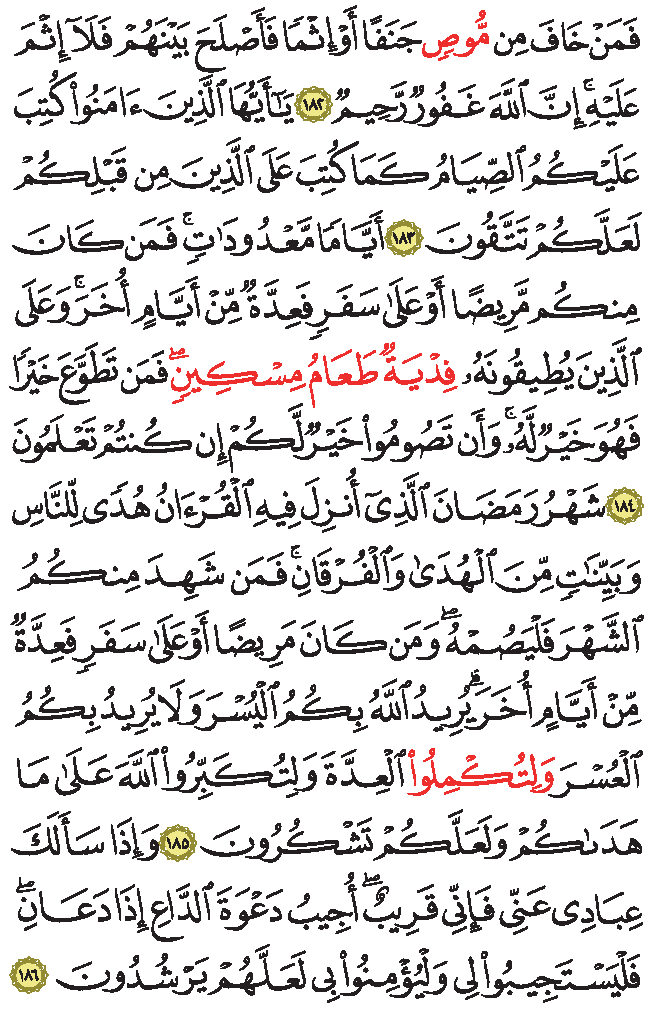 فَمَنْ خَافَ مِن مُّوصٖ جَنَفًا أَوْ إِثْمٗا فَأَصْلَحَ بَيْنَهُمْ فَلَآ إِثْمَ
عَلَيْهِۚ إِنَّ ٱللَّهَ غَفُورٞ رَّحِيمٞ ١٨٢ يَٰٓأَيُّهَا ٱلَّذِينَ ءَامَنُواْ كُتِبَ
عَلَيْكُمُ ٱلصِّيَامُ كَمَا كُتِبَ عَلَى ٱلَّذِينَ مِن قَبْلِكُمْ
لَعَلَّكُمْ تَتَّقُونَ ١٨٣ أَيَّامٗا مَّعْدُودَٰتٖۚ فَمَن كَانَ
مِنكُم مَّرِيضًا أَوْ عَلَىٰ سَفَرٖ فَعِدَّةٞ مِّنْ أَيَّامٍ أُخَرَۚ وَعَلَى
ٱلَّذِينَ يُطِيقُونَهُۥ فِدْيَةٞ طَعَامُ مِسْكِينٖۖ فَمَن تَطَوَّعَ خَيْرٗا
فَهُوَ خَيْرٞ لَّهُۥۚ وَأَن تَصُومُواْ خَيْرٞ لَّكُمْ إِن كُنتُمْ تَعْلَمُونَ
١٨٤ شَهْرُ رَمَضَانَ ٱلَّذِيٓ أُنزِلَ فِيهِ ٱلْقُرْءَانُ هُدٗى لِّلنَّاسِ
وَبَيِّنَٰتٖ مِّنَ ٱلْهُدَىٰ وَٱلْفُرْقَانِۚ فَمَن شَهِدَ مِنكُمُ
ٱلشَّهْرَ فَلْيَصُمْهُۖ وَمَن كَانَ مَرِيضًا أَوْ عَلَىٰ سَفَرٖ فَعِدَّةٞ
مِّنْ أَيَّامٍ أُخَرَۗ يُرِيدُ ٱللَّهُ بِكُمُ ٱلْيُسْرَ وَلَا يُرِيدُ بِكُمُ
ٱلْعُسْرَ وَلِتُكْمِلُواْ ٱلْعِدَّةَ وَلِتُكَبِّرُواْ ٱللَّهَ عَلَىٰ مَا
هَدَىٰكُمْ وَلَعَلَّكُمْ تَشْكُرُونَ ١٨٥ وَإِذَا سَأَلَكَ
عِبَادِي عَنِّي فَإِنِّي قَرِيبٌۖ أُجِيبُ دَعْوَةَ ٱلدَّاعِ إِذَا دَعَانِۖ
فَلْيَسْتَجِيبُواْ لِي وَلْيُؤْمِنُواْ بِي لَعَلَّهُمْ يَرْشُدُونَ ١٨٦